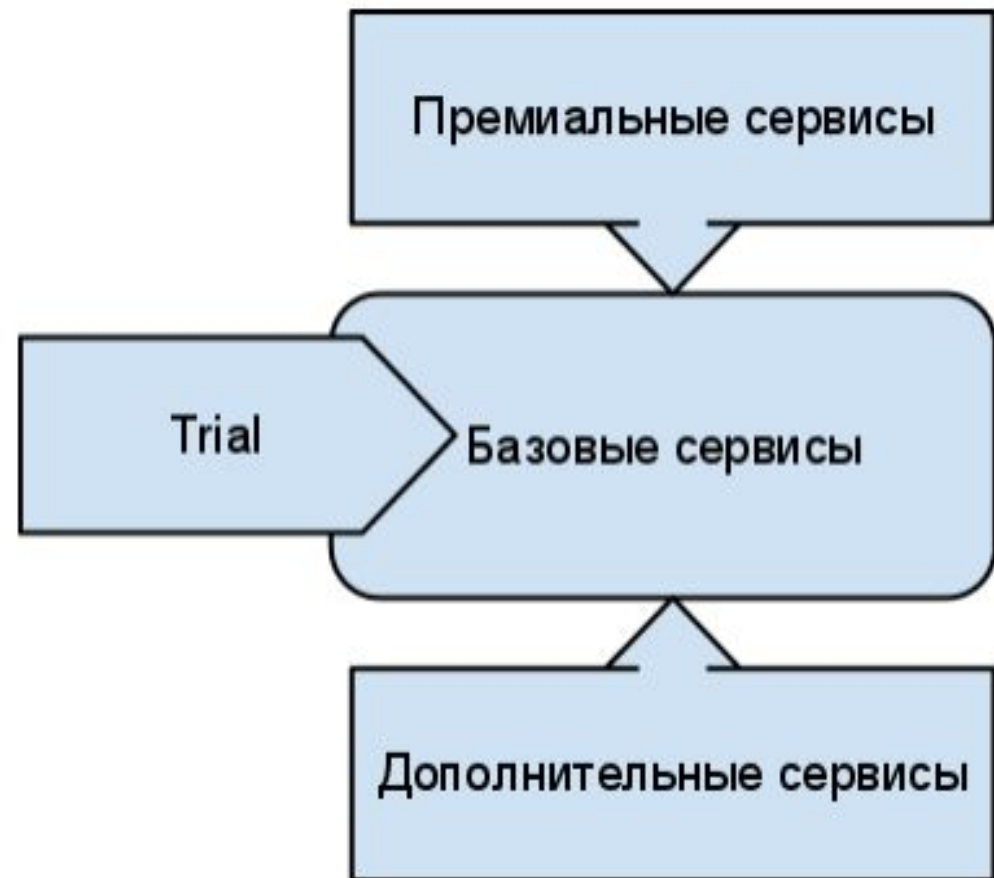 Премиальные сервисы
Trial
Базовые сервисы
Дополнительные сервисы